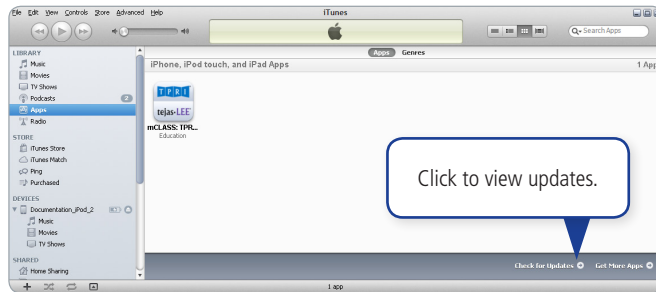 File Edit View Controls Store Advanced Help
iTunes
Search Apps
LIBRARY
Apps Genres
Music
iPhone, iPod touch, and iPad Apps
1 App
Movies
TV Shows
Podcasts 2
Apps
Radio
TPRI
tejas-LEE
mCLASS: TPR...
Education
STORE
iTunes Store
iTunes Match
Ping
Purchased
DEVICES
Documentation_iPod_2
Music
Movies
TV Shows
SHARED
Home Sharing
Click to view updates.
Check for Updates Get More Apps
1 app